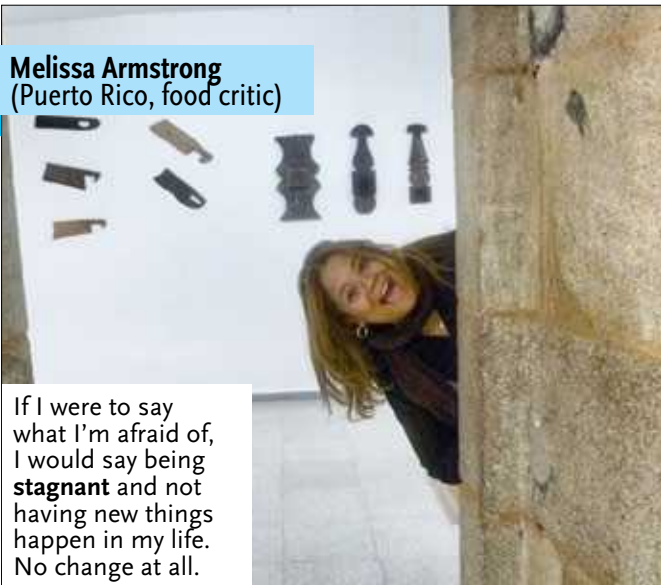 Melissa Armstrong
(Puerto Rico, food critic)
If I were to say
what I’m afraid of,
I would say being
stagnant and not
having new things
happen in my life.
No change at all.